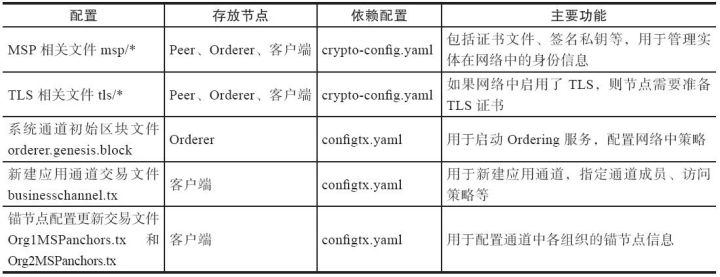 配置 存放节点 依赖配置 主要功能
MSP 相关文件 msp/* Peer、Orderer、客户端 crypto-config.yaml 包括证书文件、签名私钥等，用于管理
实体在网络中的身份信息
TLS 相关文件 tls/* Peer、Orderer、客户端 crypto-config.yaml 如果网络中启用了 TLS，则节点需要准备
TLS 证书
系统通道初始区块文件
orderer.genesis.block Orderer configtx.yaml 用于启动 Ordering 服务，配置网络中策略
新建应用通道交易文件
businesschannel.tx 客户端 configtx.yaml 用于新建应用通道，指定通道成员、访问
策略等
锚节点配置更新交易文件
Org1MSPanchors.tx 和
Org2MSPanchors.tx 客户端 configtx.yaml 用于配置通道中各组织的锚节点信息